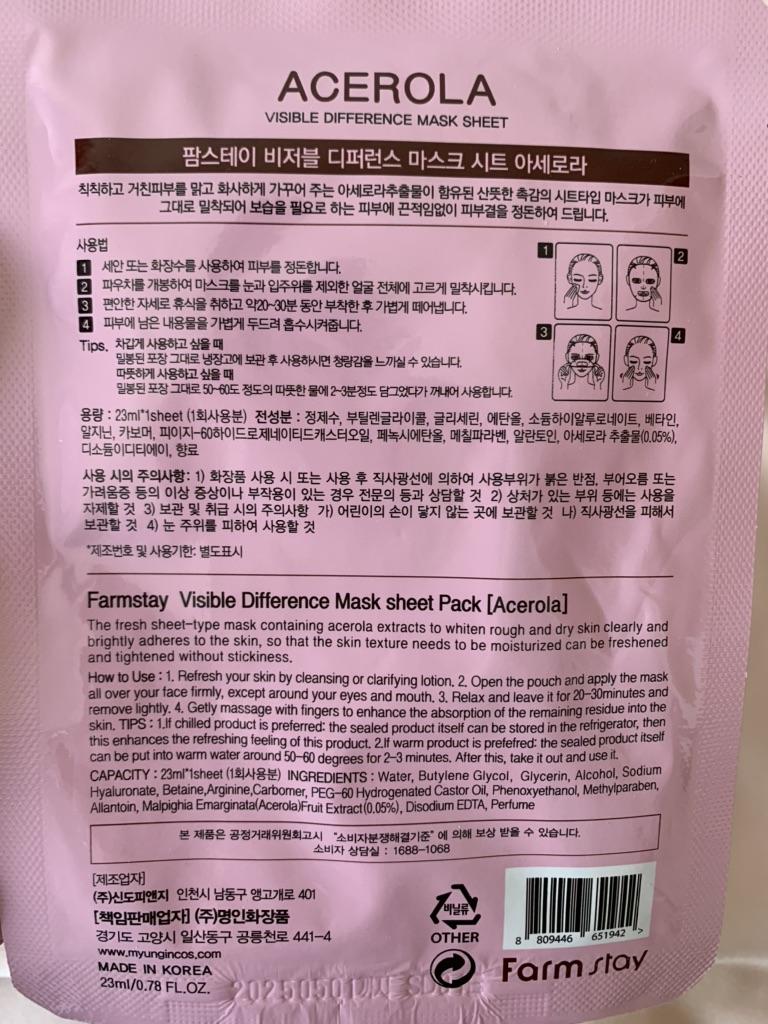 ACEROLA
VISIBLE DIFFERENCE MASK SHEET
팜스테이 비저블 디퍼런스 마스크 시트 아세로라
칙칙하고 거친피부를 맑고 화사하게 가꾸어 주는 아세로라추출물이 함유된 산뜻한 촉감의 시트타입 마스크가 피부에
그대로 밀착되어 보습을 필요로 하는 피부에 끈적임없이 피부결을 정돈하여 드립니다.
사용법
1 세안 또는 화장수를 사용하여 피부를 정돈합니다.
2 파우치를 개봉하여 마스크를 눈과 입주위를 제외한 얼굴 전체에 고르게 밀착시킵니다.
3 편안한 자세로 휴식을 취하고 약20~30분 동안 부착한 후 가볍게 떼어냅니다.
4 피부에 남은 내용물을 가볍게 두드려 흡수시켜줍니다.
Tips. 차갑게 사용하고 싶을 때
밀봉된 포장 그대로 냉장고에 보관 후 사용하시면 청량감을 느끼실 수 있습니다.
따뜻하게 사용하고 싶을 때
밀봉된 포장 그대로 50~60도 정도의 따뜻한 물에 2~3분정도 담그었다가 꺼내어 사용합니다.
1
2
3
4
용량 : 23ml*1sheet (1회사용분) 전성분 : 정제수, 부틸렌글라이콜, 글리세린, 에탄올, 소듐하이알루로네이트, 베타인,
알지닌, 카보머, 피이지-60하이드로제네이티드캐스터오일, 페녹시에탄올, 메칠파라벤, 알란토인, 아세로라 추출물(0.05%),
디소듐이디티에이, 향료
사용 시의 주의사항: 1) 화장품 사용 시 또는 사용 후 직사광선에 의하여 사용부위가 붉은 반점, 부어오름 또는
가려움증 등의 이상 증상이나 부작용이 있는 경우 전문의 등과 상담할 것 2) 상처가 있는 부위 등에는 사용을
자제할 것 3) 보관 및 취급 시의 주의사항 가) 어린이의 손이 닿지 않는 곳에 보관할 것 나) 직사광선을 피해서
보관할 것 4) 눈 주위를 피하여 사용할 것
*제조번호 및 사용기한: 별도표시
Farmstay Visible Difference Mask sheet Pack [Acerola]
The fresh sheet-type mask containing acerola extracts to whiten rough and dry skin clearly and
brightly adheres to the skin, so that the skin texture needs to be moisturized can be freshened
and tightened without stickiness.
How to Use : 1. Refresh your skin by cleansing or clarifying lotion. 2. Open the pouch and apply the mask
all over your face firmly, except around your eyes and mouth. 3. Relax and leave it for 20-30minutes and
remove lightly. 4. Getly massage with fingers to enhance the absorption of the remaining residue into the
skin. TIPS : 1.If chilled product is preferred: the sealed product itself can be stored in the refrigerator, then
this enhances the refreshing feeling of this product. 2.If warm product is prefefred: the sealed product itself
can be put into warm water around 50-60 degrees for 2-3 minutes. After this, take it out and use it.
CAPACITY : 23ml*1sheet (1회사용분) INGREDIENTS : Water, Butylene Glycol, Glycerin, Alcohol, Sodium
Hyaluronate, Betaine,Arginine,Carbomer, PEG-60 Hydrogenated Castor Oil, Phenoxyethanol, Methylparaben,
Allantoin, Malpighia Emarginata(Acerola)Fruit Extract(0.05%), Disodium EDTA, Perfume
본 제품은 공정거래위원회고시 "소비자분쟁해결기준" 에 의해 보상 받을 수 있습니다.
소비자 상담실 : 1688-1068
[제조업자]
(주)신도피앤지 인천시 남동구 앵고개로 401
[책임판매업자] (주)명인화장품
경기도 고양시 일산동구 공릉천로 441-4
www.myungincos.com
MADE IN KOREA
23ml/0.78 FL.OZ.
비닐류
OTHER
8 809446 651942 >
Farm stay
20250501까지